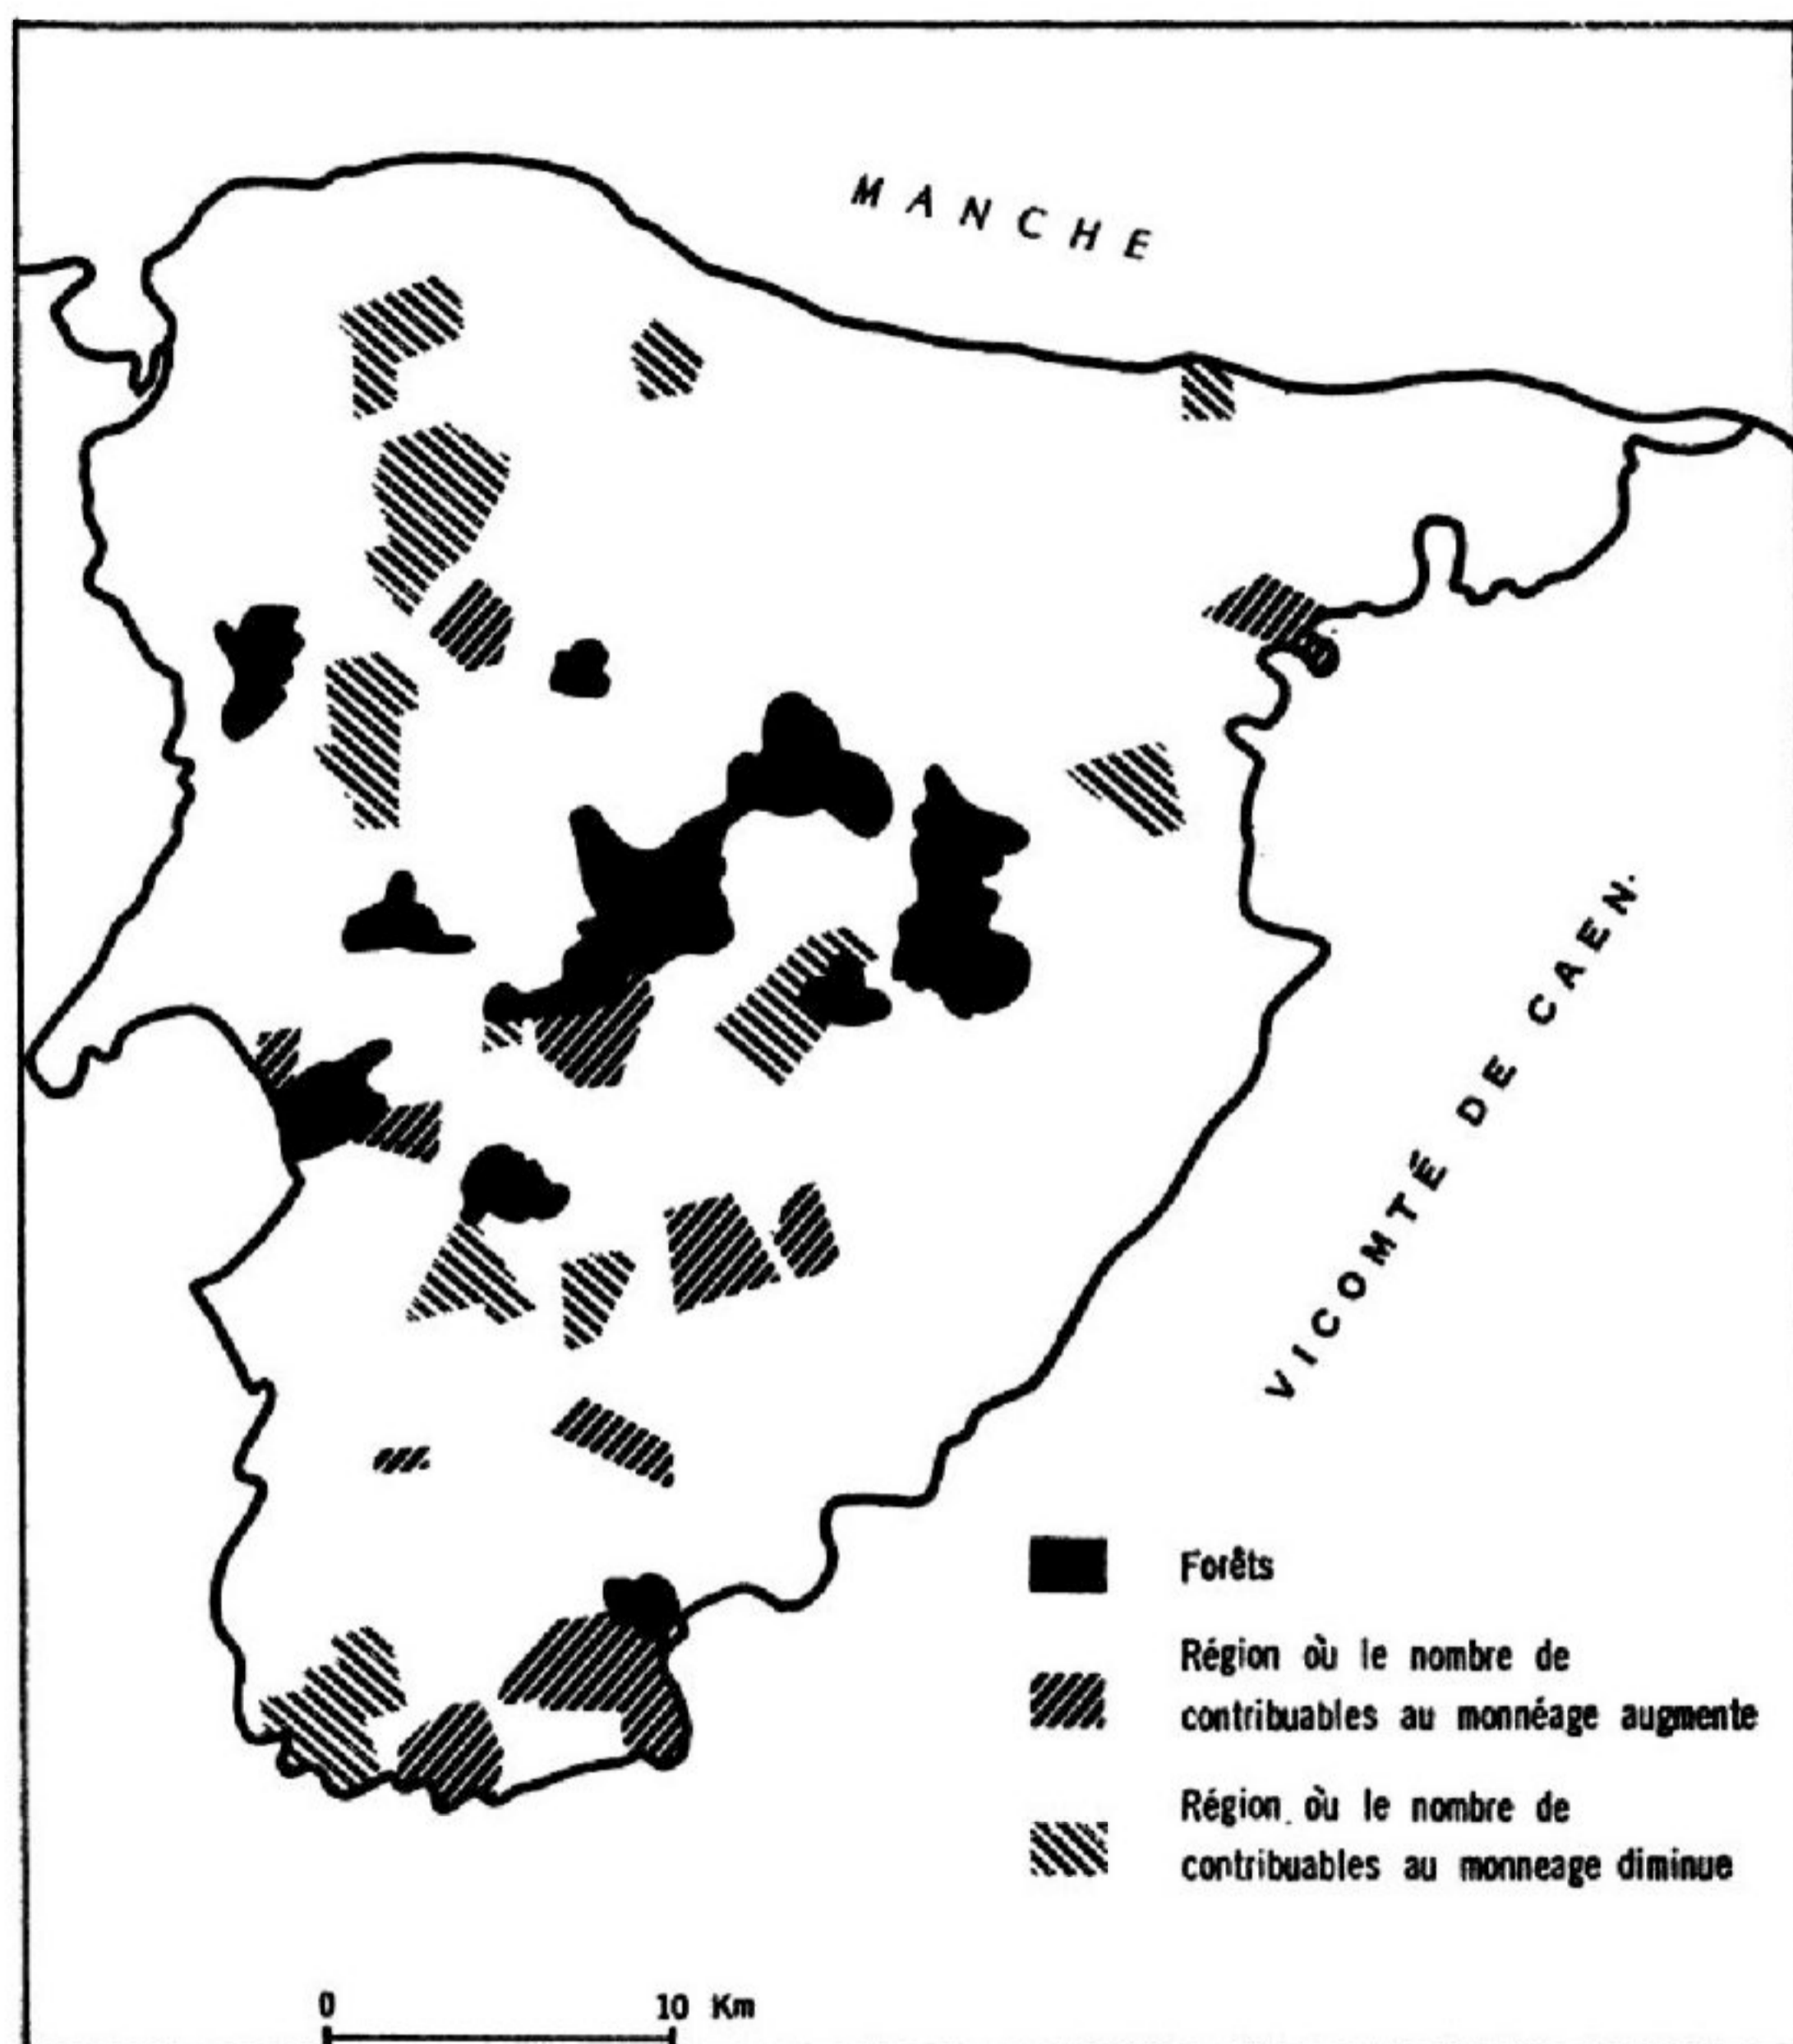 MANCHE
VICOMTÉ DE CAEN.
Forêts
Région où le nombre de
contribuables au monnéage augmente
Région où le nombre de
contribuables au monneage diminue
0 10 Km